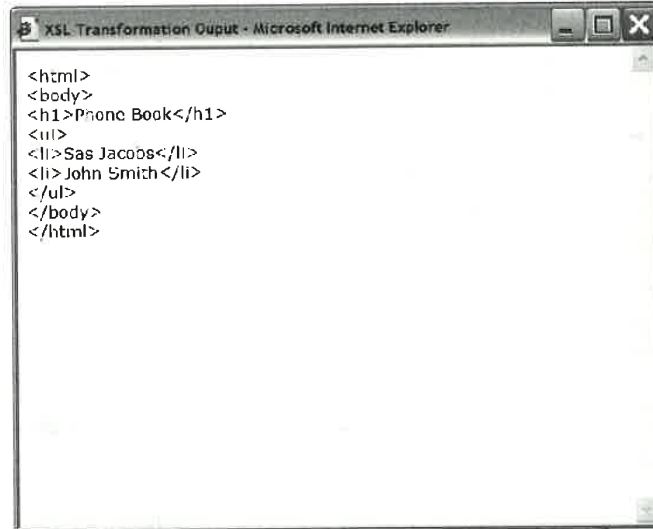 XSL Transformation Ouput - Microsoft Internet Explorer
<html>
<body>
<h1>Phone Book</h1>
<ul>
<li>Sas Jacobs</li>
<li>John Smith</li>
</ul>
</body>
</html>